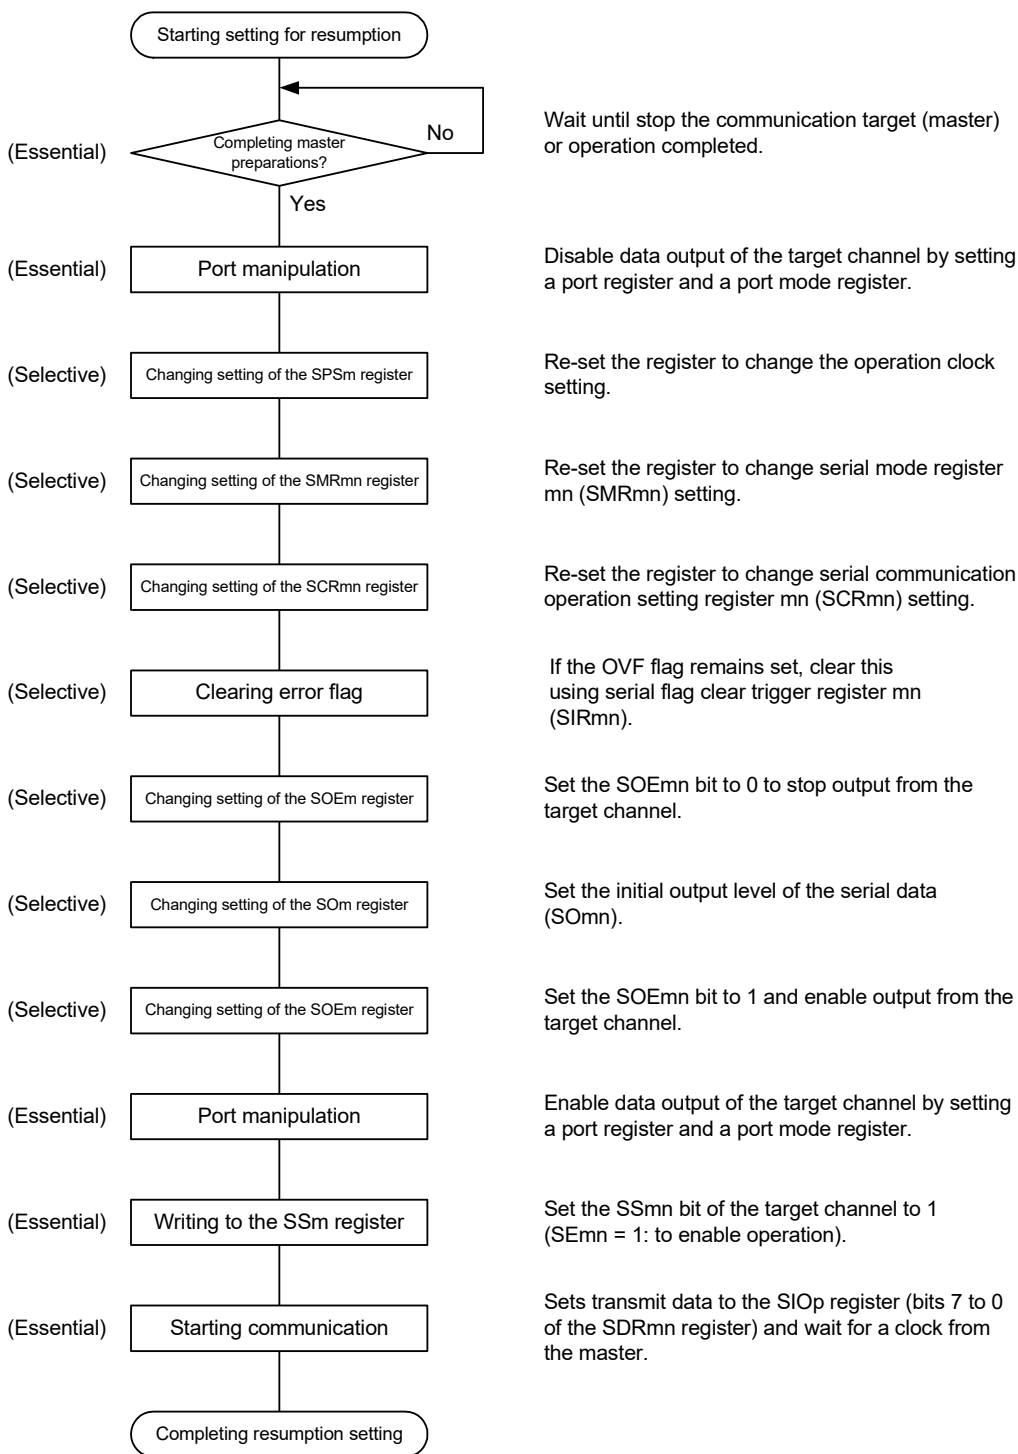 Starting setting for resumption
(Essential)
Completing master
preparations?
No
Yes
Wait until stop the communication target (master)
or operation completed.
(Essential)
Port manipulation
Disable data output of the target channel by setting
a port register and a port mode register.
(Selective)
Changing setting of the SPSm register
Re-set the register to change the operation clock
setting.
(Selective)
Changing setting of the SMRmn register
Re-set the register to change serial mode register
mn (SMRmn) setting.
(Selective)
Changing setting of the SCRmn register
Re-set the register to change serial communication
operation setting register mn (SCRmn) setting.
(Selective)
Clearing error flag
If the OVF flag remains set, clear this
using serial flag clear trigger register mn
(SIRmn).
(Selective)
Changing setting of the SOEm register
Set the SOEmn bit to 0 to stop output from the
target channel.
(Selective)
Changing setting of the SOm register
Set the initial output level of the serial data
(SOmn).
(Selective)
Changing setting of the SOEm register
Set the SOEmn bit to 1 and enable output from the
target channel.
(Essential)
Port manipulation
Enable data output of the target channel by setting
a port register and a port mode register.
(Essential)
Writing to the SSm register
Set the SSmn bit of the target channel to 1
(SEmn = 1: to enable operation).
(Essential)
Starting communication
Sets transmit data to the SIOp register (bits 7 to 0
of the SDRmn register) and wait for a clock from
the master.
Completing resumption setting